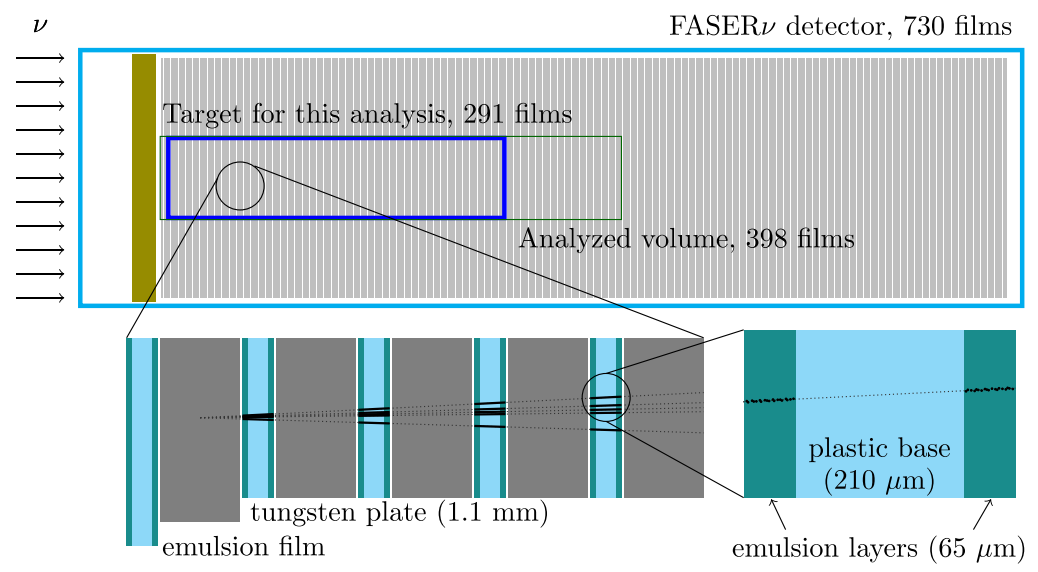 ν
FASERν detector, 730 films
Target for this analysis, 291 films
Analyzed volume, 398 films
plastic base
(210 μm)
tungsten plate (1.1 mm)
emulsion film
emulsion layers (65 μm)